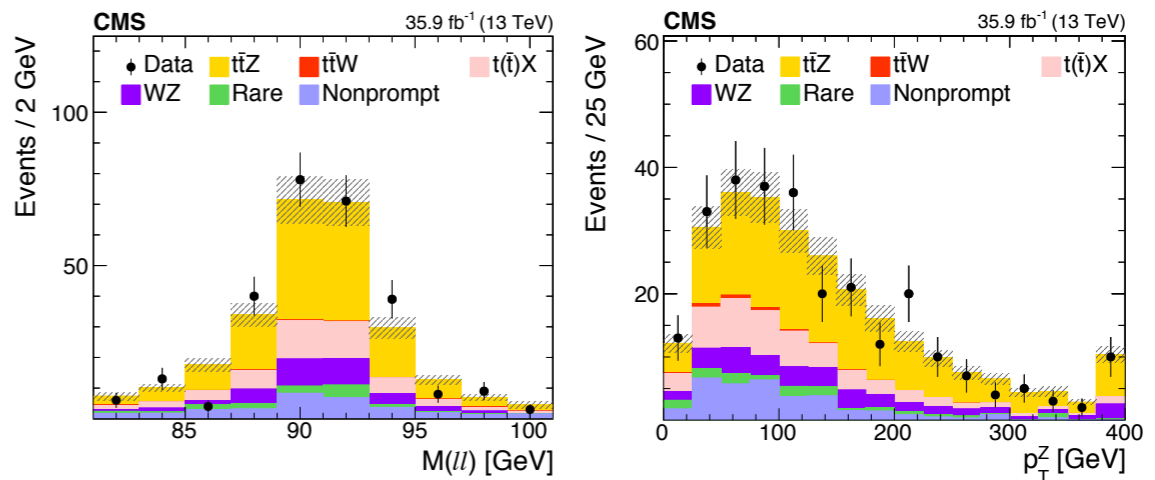 CMS 35.9 fb⁻¹ (13 TeV)
Events / 2 GeV
Data tt̄Z tt̄W t(t̄)X
WZ Rare Nonprompt
100
50
85 90 95 100
M(ll) [GeV]
CMS 35.9 fb⁻¹ (13 TeV)
Events / 25 GeV
60
Data tt̄Z tt̄W t(t̄)X
WZ Rare Nonprompt
40
20
0 100 200 300 400
p_T^Z [GeV]